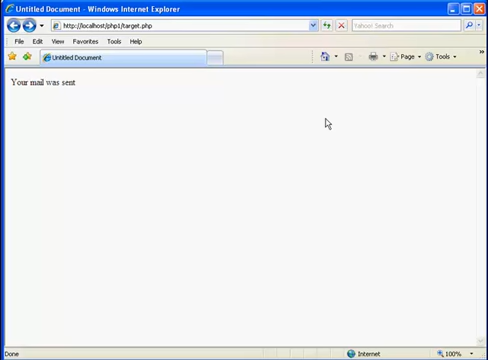 Untitled Document - Windows Internet Explorer
http://localhost/php1/target.php
Yahoo! Search
File Edit View Favorites Tools Help
Untitled Document
Page Tools
Your mail was sent
Done
Internet
100%